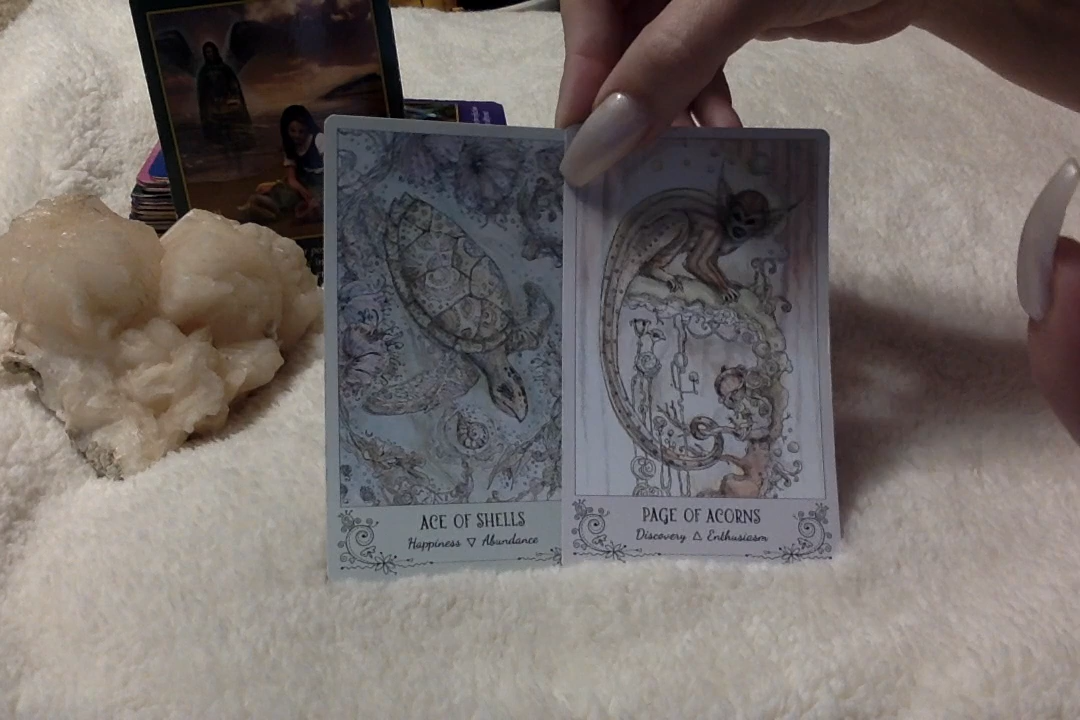 ACE OF SHELLS
Happiness ▽ Abundance
PAGE OF ACORNS
Discovery △ Enthusiasm